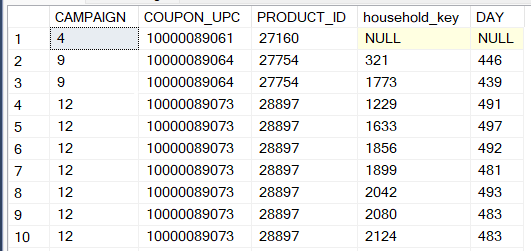 CAMPAIGN COUPON_UPC PRODUCT_ID household_key DAY
1 4 10000089061 27160 NULL NULL
2 9 10000089064 27754 321 446
3 9 10000089064 27754 1773 439
4 12 10000089073 28897 1229 491
5 12 10000089073 28897 1633 497
6 12 10000089073 28897 1856 492
7 12 10000089073 28897 1899 481
8 12 10000089073 28897 2042 493
9 12 10000089073 28897 2080 483
10 12 10000089073 28897 2124 483